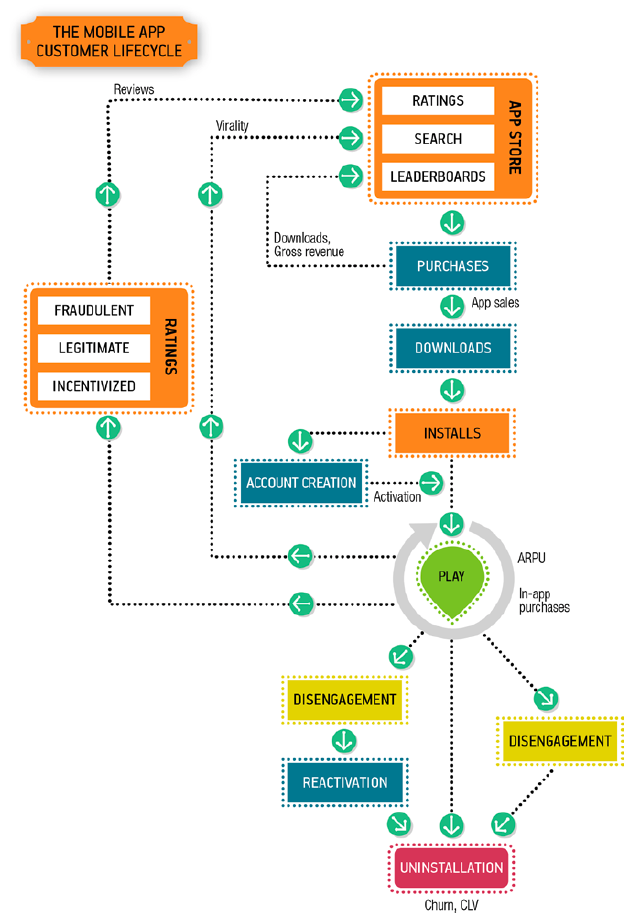 THE MOBILE APP
CUSTOMER LIFECYCLE
Reviews
Virality
RATINGS
SEARCH
LEADERBOARDS
APP STORE
Downloads,
Gross revenue
PURCHASES
App sales
DOWNLOADS
FRAUDULENT
LEGITIMATE
INCENTIVIZED
RATINGS
INSTALLS
ACCOUNT CREATION
Activation
PLAY
ARPU
In-app
purchases
DISENGAGEMENT
DISENGAGEMENT
REACTIVATION
UNINSTALLATION
Churn, CLV